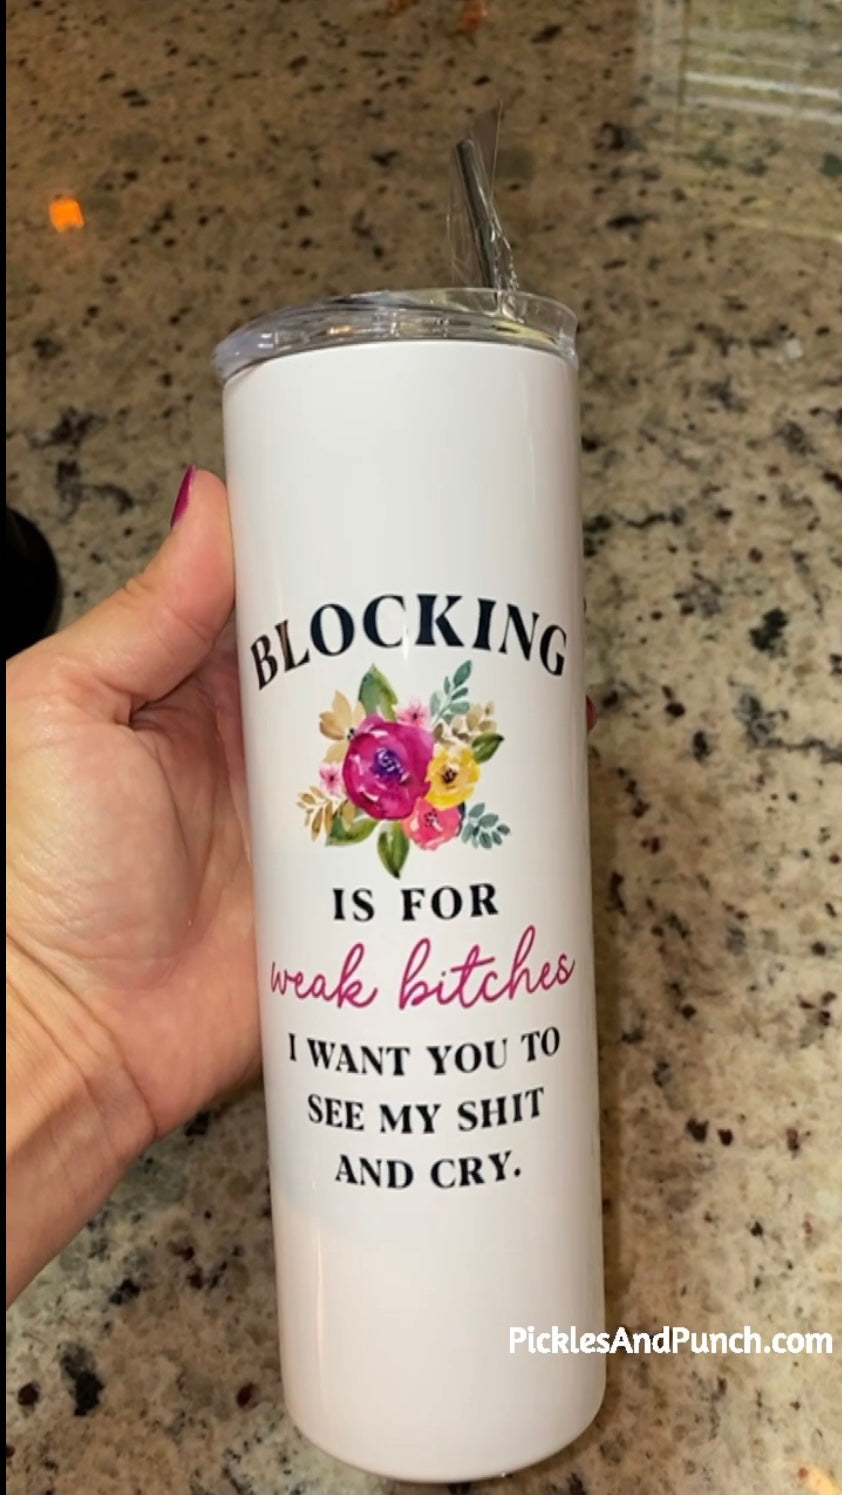 BLOCKING
IS FOR
weak bitches
I WANT YOU TO
SEE MY SHIT
AND CRY.
PicklesAndPunch.com